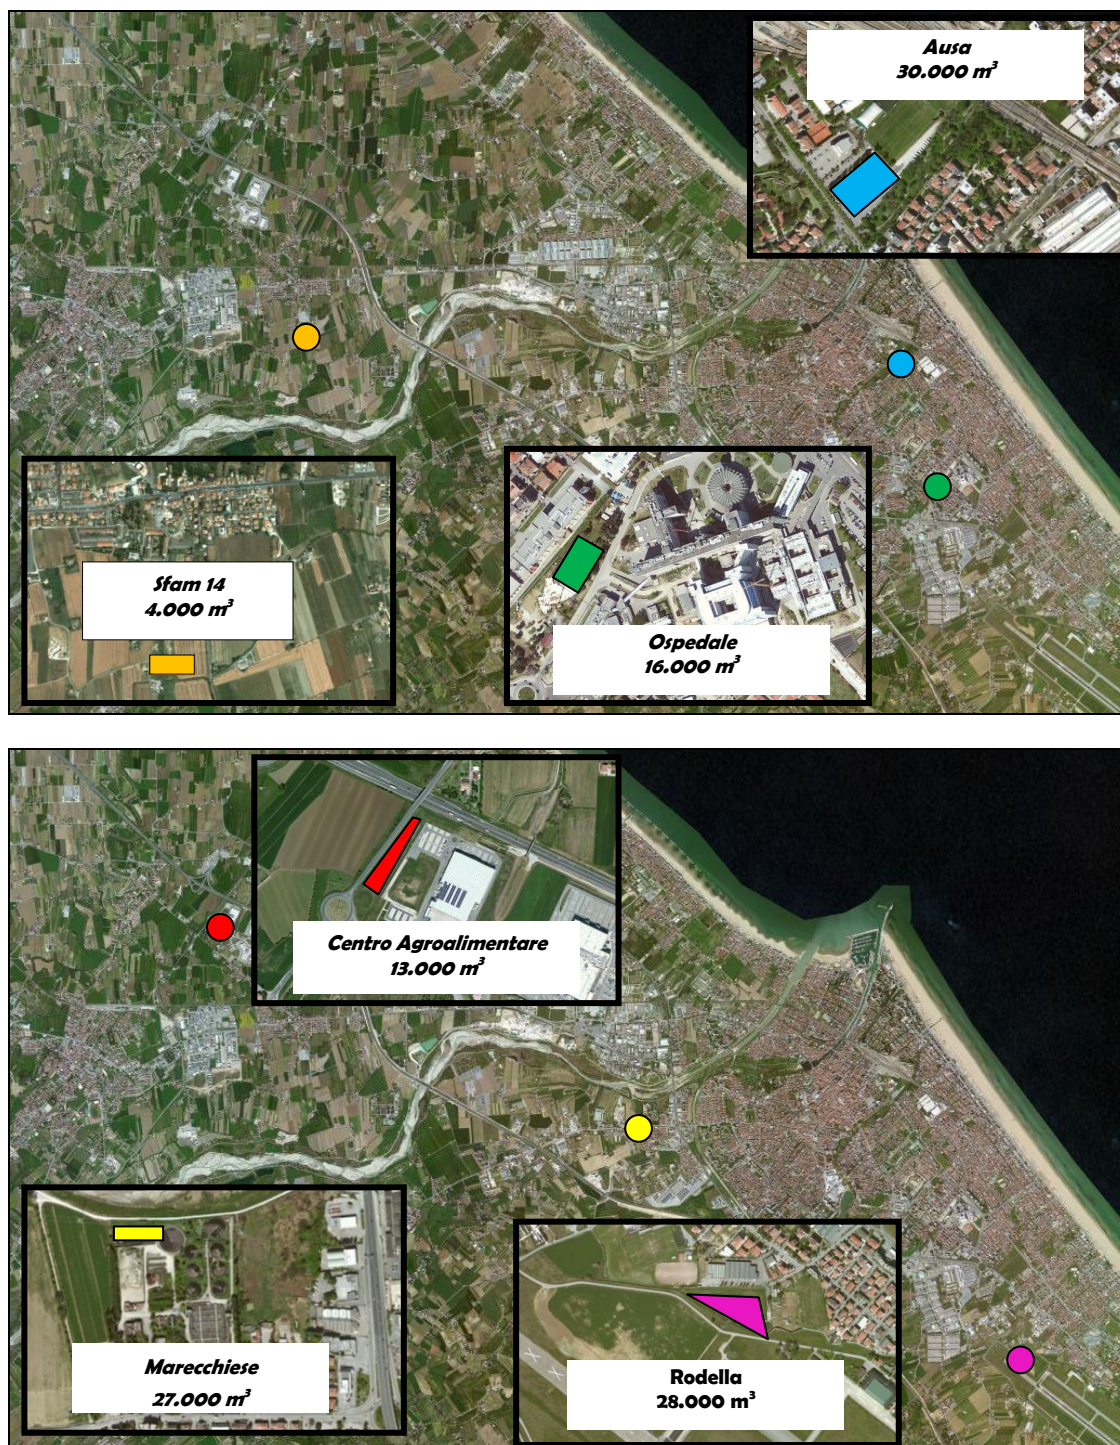 Ausa
30.000 m³
Sfam 14
4.000 m³
Ospedale
16.000 m³
Centro Agroalimentare
13.000 m³
Marecchiese
27.000 m³
Rodella
28.000 m³